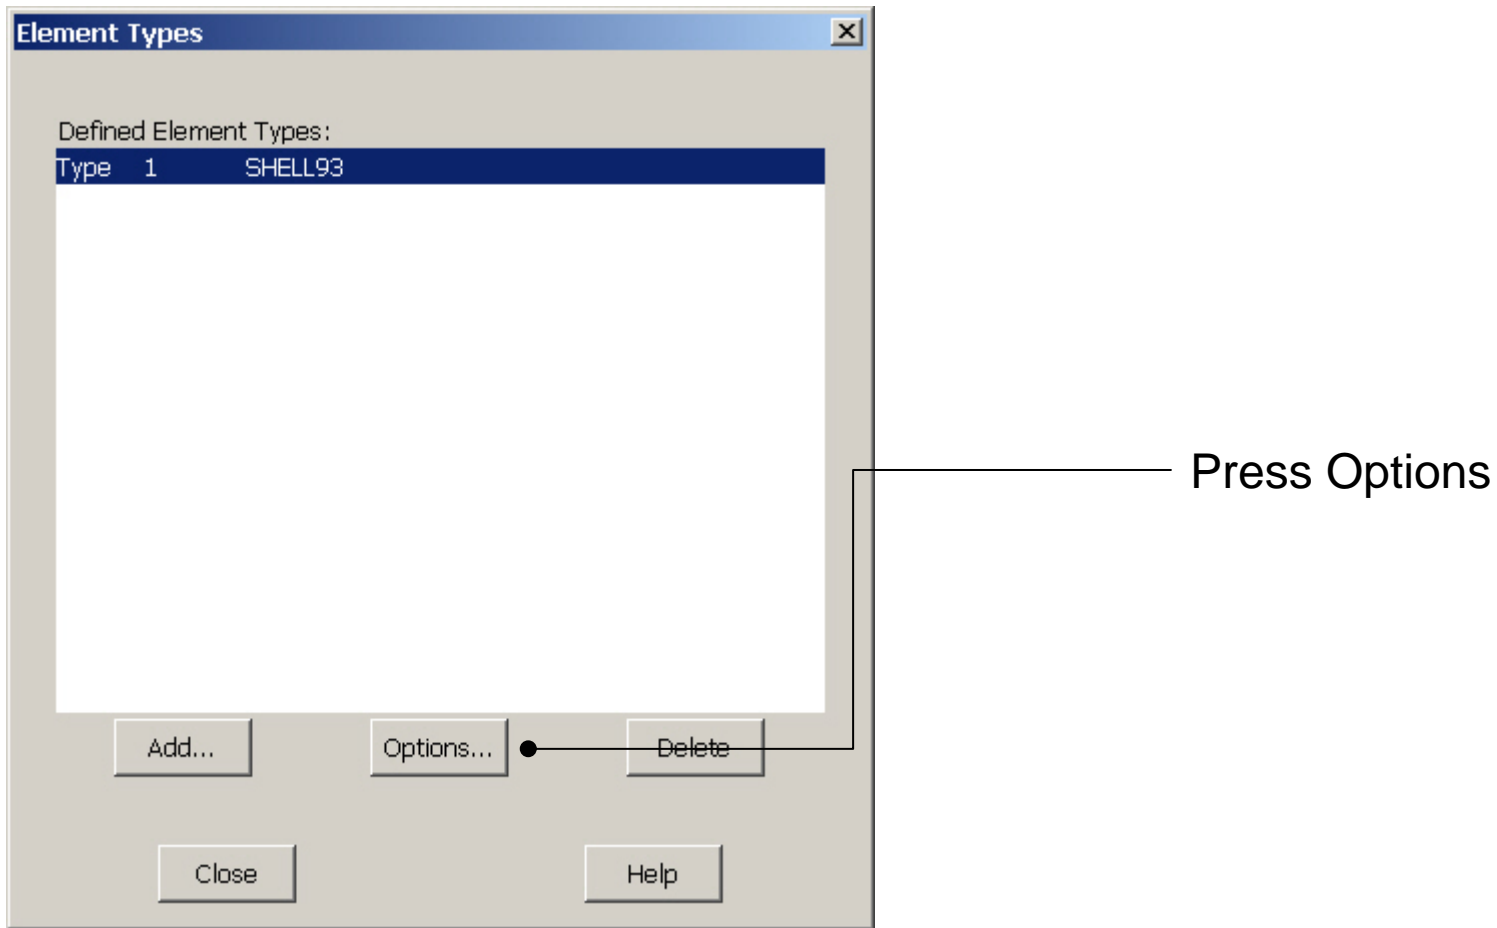 Element Types
Defined Element Types:
Type 1 SHELL93
Press Options
Add... Options... Delete
Close Help